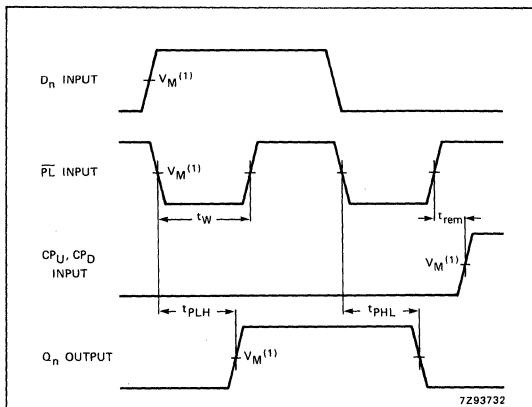 Dn INPUT
VM(1)
PL INPUT
VM(1)
tW
trem
CPU, CPD
INPUT
VM(1)
tPLH
tPHL
Qn OUTPUT
VM(1)
7Z93732